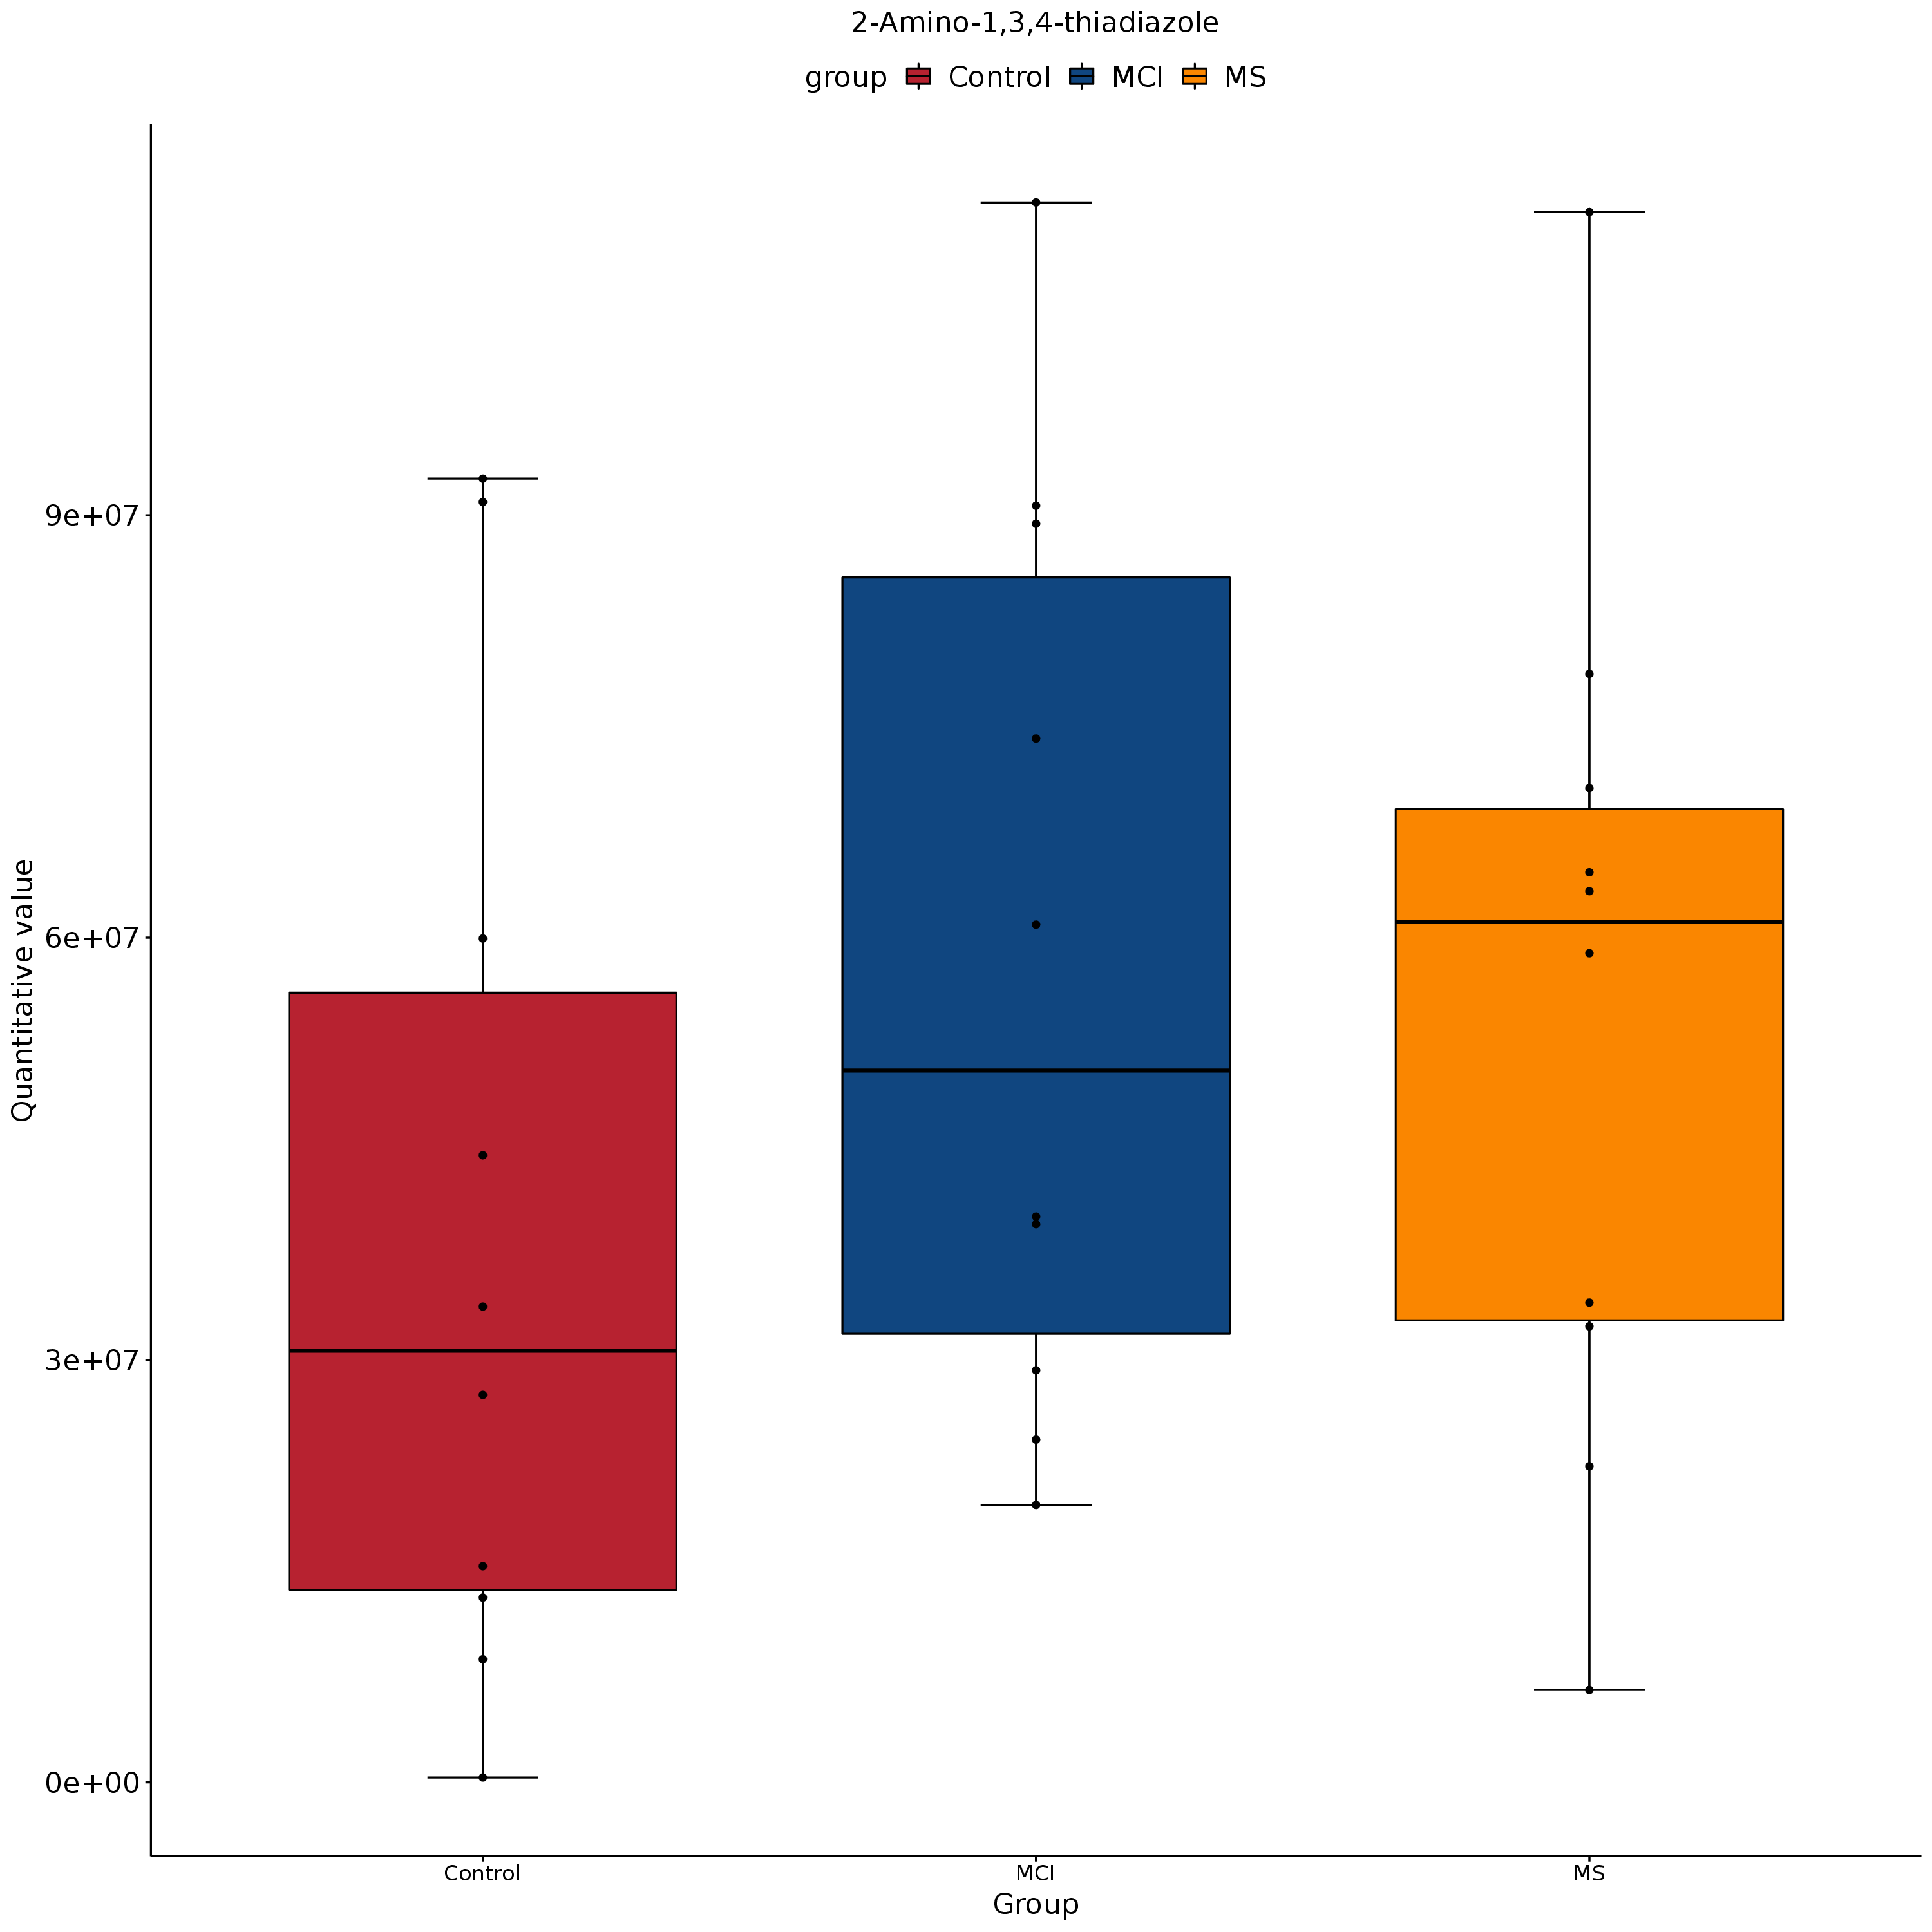 2-Amino-1,3,4-thiadiazole
group Control MCI MS
Quantitative value
9e+07
6e+07
3e+07
0e+00
Control MCI MS
Group